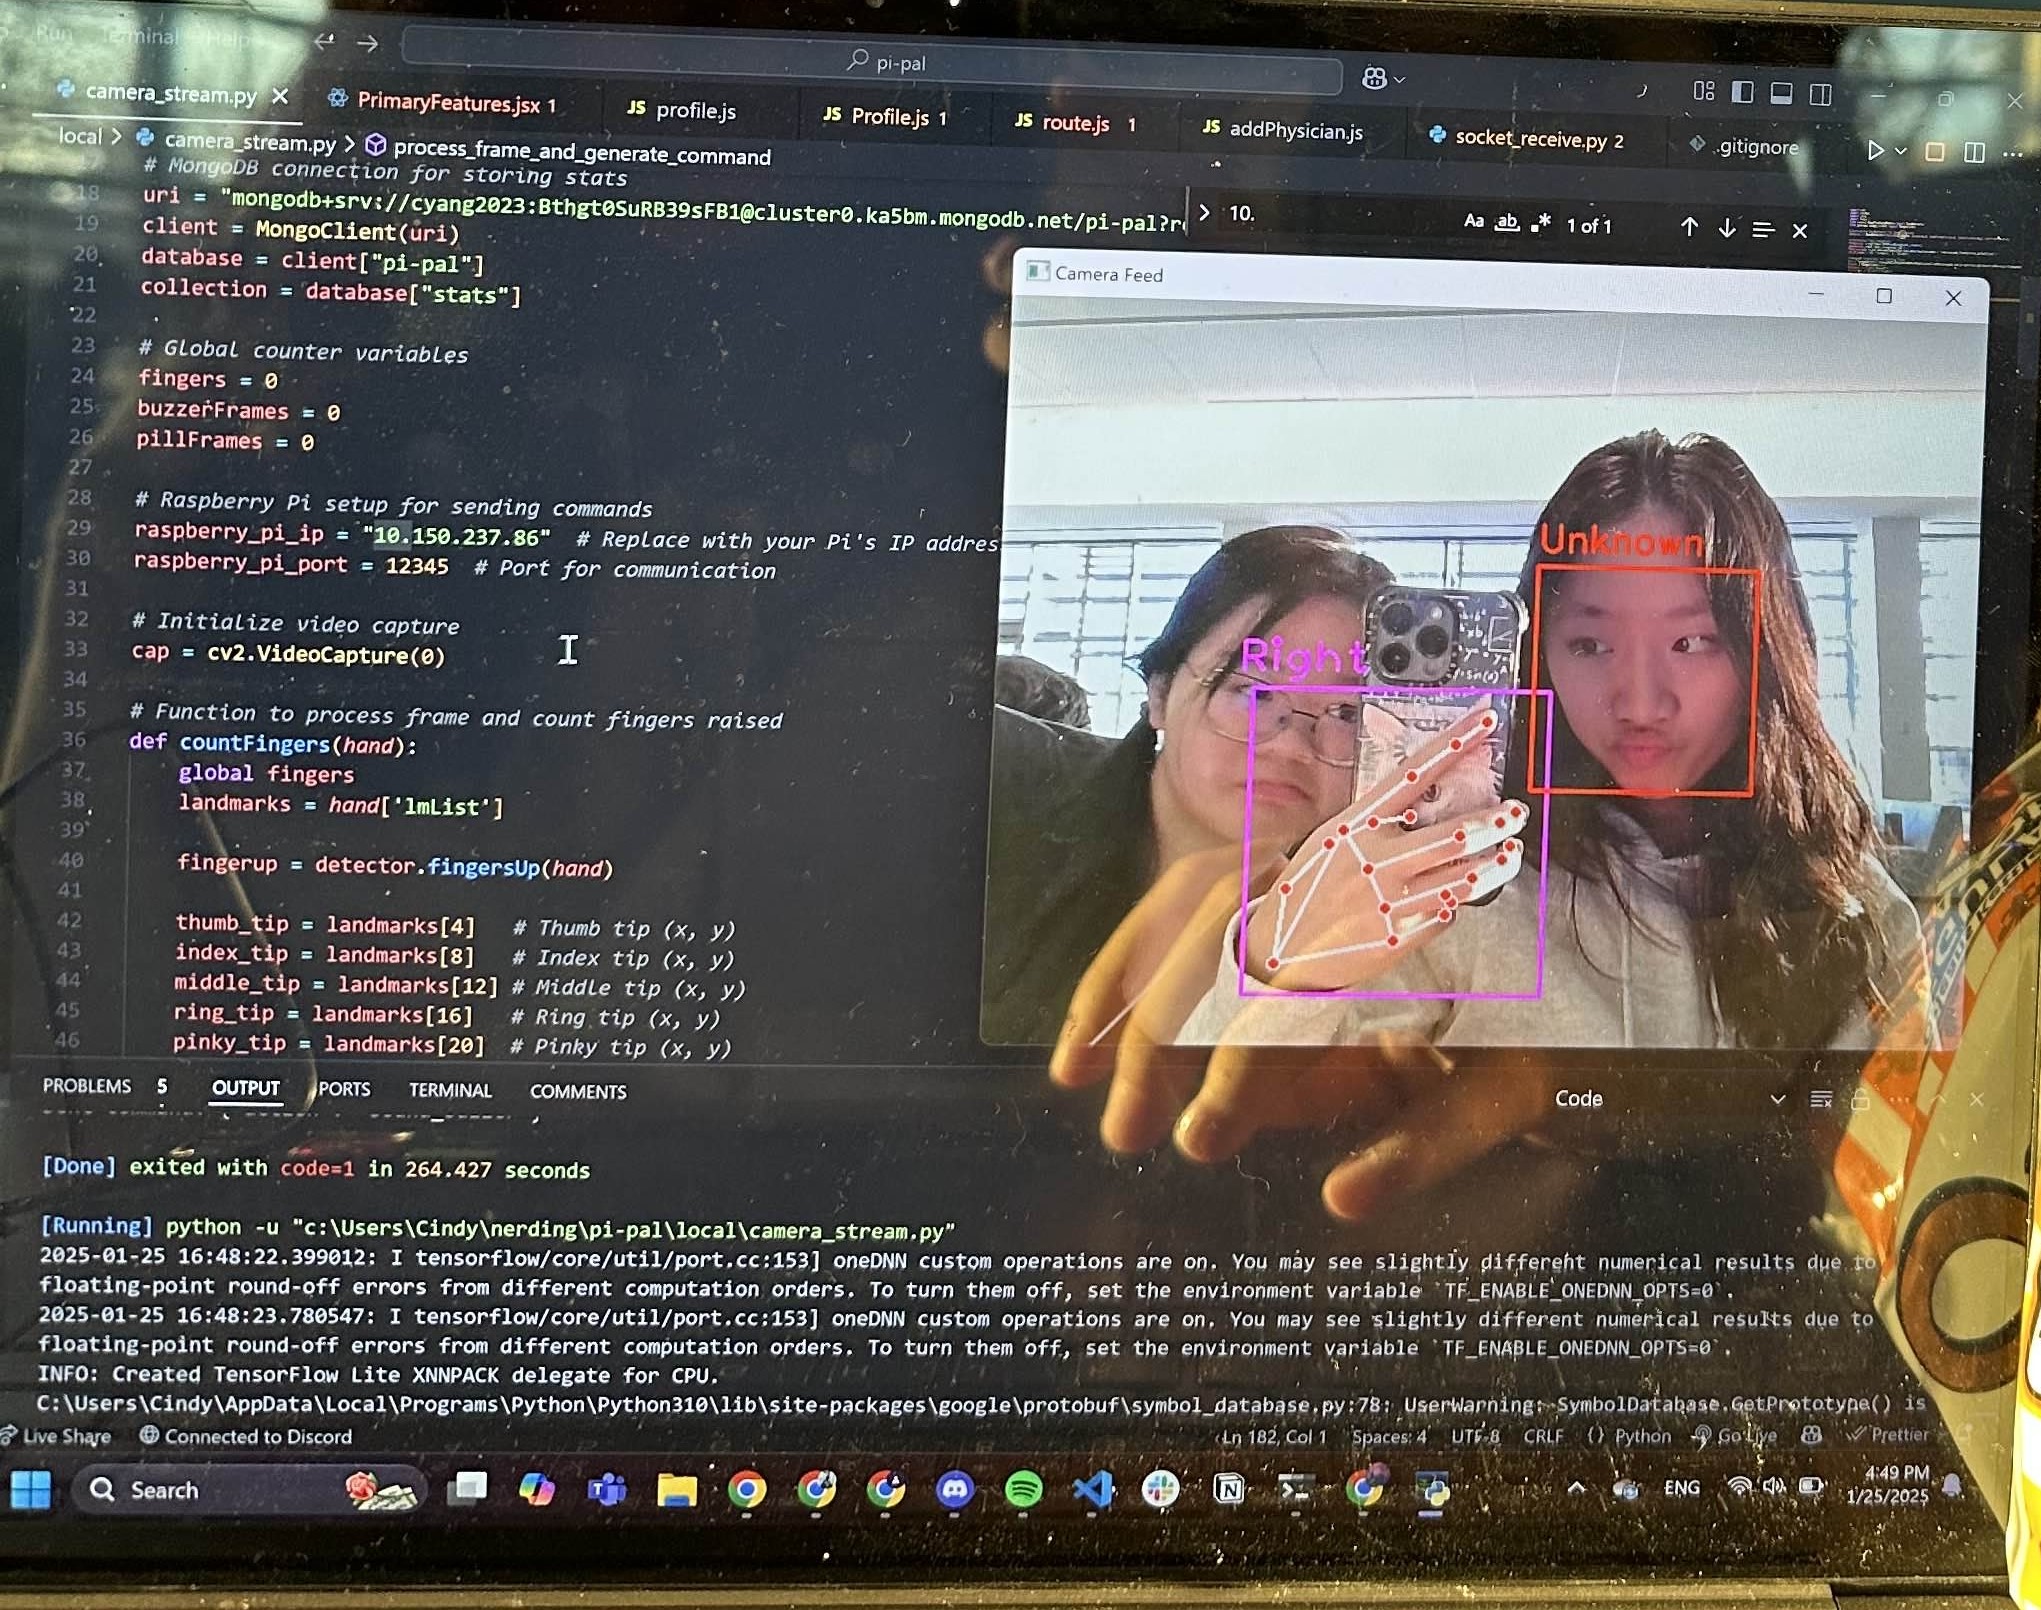 Run Terminal Help
pi-pal
camera_stream.py
PrimaryFeatures.jsx 1
JS profile.js
JS Profile.js 1
JS route.js 1
JS addPhysician.js
socket_receive.py 2
.gitignore
local > camera_stream.py > process_frame_and_generate_command
# MongoDB connection for storing stats
18 uri = "mongodb+srv://cyang2023:Bthgt0SuRB39sFB1@cluster0.ka5bm.mongodb.net/pi-pal?r
19 client = MongoClient(uri)
20 database = client["pi-pal"]
21 collection = database["stats"]
22
23 # Global counter variables
24 fingers = 0
25 buzzerFrames = 0
26 pillFrames = 0
27
28 # Raspberry Pi setup for sending commands
29 raspberry_pi_ip = "10.150.237.86" # Replace with your Pi's IP addres
30 raspberry_pi_port = 12345 # Port for communication
31
32 # Initialize video capture
33 cap = cv2.VideoCapture(0)
34
35 # Function to process frame and count fingers raised
36 def countFingers(hand):
37 global fingers
38 landmarks = hand['lmList']
39
40 fingerup = detector.fingersUp(hand)
41
42 thumb_tip = landmarks[4] # Thumb tip (x, y)
43 index_tip = landmarks[8] # Index tip (x, y)
44 middle_tip = landmarks[12] # Middle tip (x, y)
45 ring_tip = landmarks[16] # Ring tip (x, y)
46 pinky_tip = landmarks[20] # Pinky tip (x, y)
> 10.
Aa ab .* 1 of 1
Camera Feed
Unknown
Right
PROBLEMS 5 OUTPUT PORTS TERMINAL COMMENTS
Code
[Done] exited with code=1 in 264.427 seconds
[Running] python -u "c:\Users\Cindy\nerding\pi-pal\local\camera_stream.py"
2025-01-25 16:48:22.399012: I tensorflow/core/util/port.cc:153] oneDNN custom operations are on. You may see slightly different numerical results due to
floating-point round-off errors from different computation orders. To turn them off, set the environment variable `TF_ENABLE_ONEDNN_OPTS=0`.
2025-01-25 16:48:23.780547: I tensorflow/core/util/port.cc:153] oneDNN custom operations are on. You may see slightly different numerical results due to
floating-point round-off errors from different computation orders. To turn them off, set the environment variable `TF_ENABLE_ONEDNN_OPTS=0`.
INFO: Created TensorFlow Lite XNNPACK delegate for CPU.
C:\Users\Cindy\AppData\Local\Programs\Python\Python310\lib\site-packages\google\protobuf\symbol_database.py:78: UserWarning: SymbolDatabase.GetPrototype() is
Live Share Connected to Discord
Ln 182, Col 1 Spaces: 4 UTF-8 CRLF {} Python Go Live Prettier
Search
ENG
4:49 PM
1/25/2025